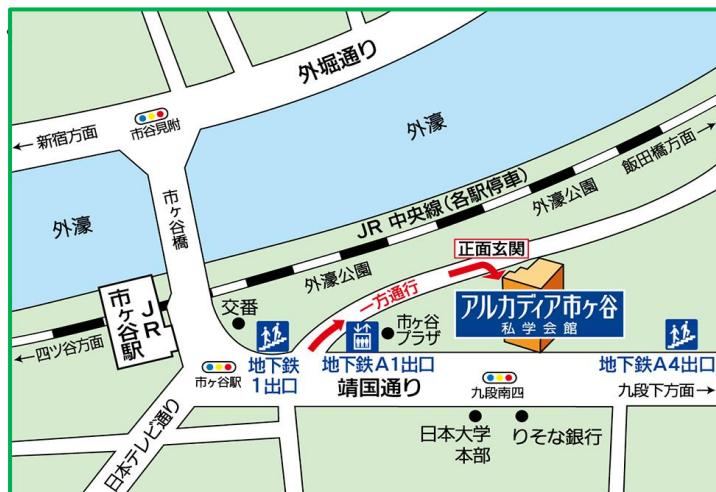 外堀通り
←新宿方面
市谷見附
外濠
飯田橋方面→
市ヶ谷橋
外濠
JR 中央線(各駅停車)
外濠公園
外濠公園
正面玄関
JR
市ヶ谷駅
交番
一方通行
アルカディア市ヶ谷
私学会館
市ヶ谷
プラザ
←四ツ谷方面
市ヶ谷駅
地下鉄
1出口
地下鉄A1出口
地下鉄A4出口
靖国通り
九段南四
九段下方面→
日本テレビ通り
日本大学
本部
りそな銀行